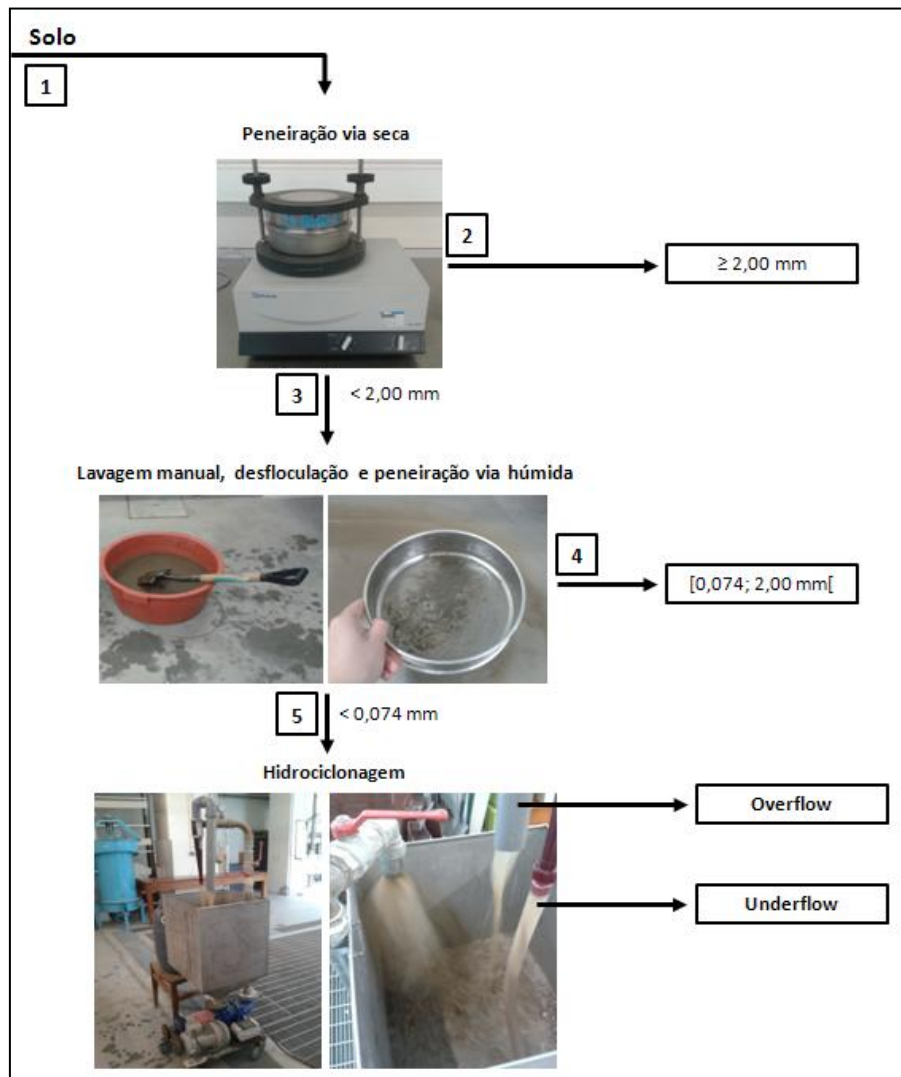 Solo
1
Peneiração via seca
2
≥ 2,00 mm
3
< 2,00 mm
Lavagem manual, desfloculação e peneiração via húmida
4
[0,074; 2,00 mm[
5
< 0,074 mm
Hidrociclonagem
Overflow
Underflow